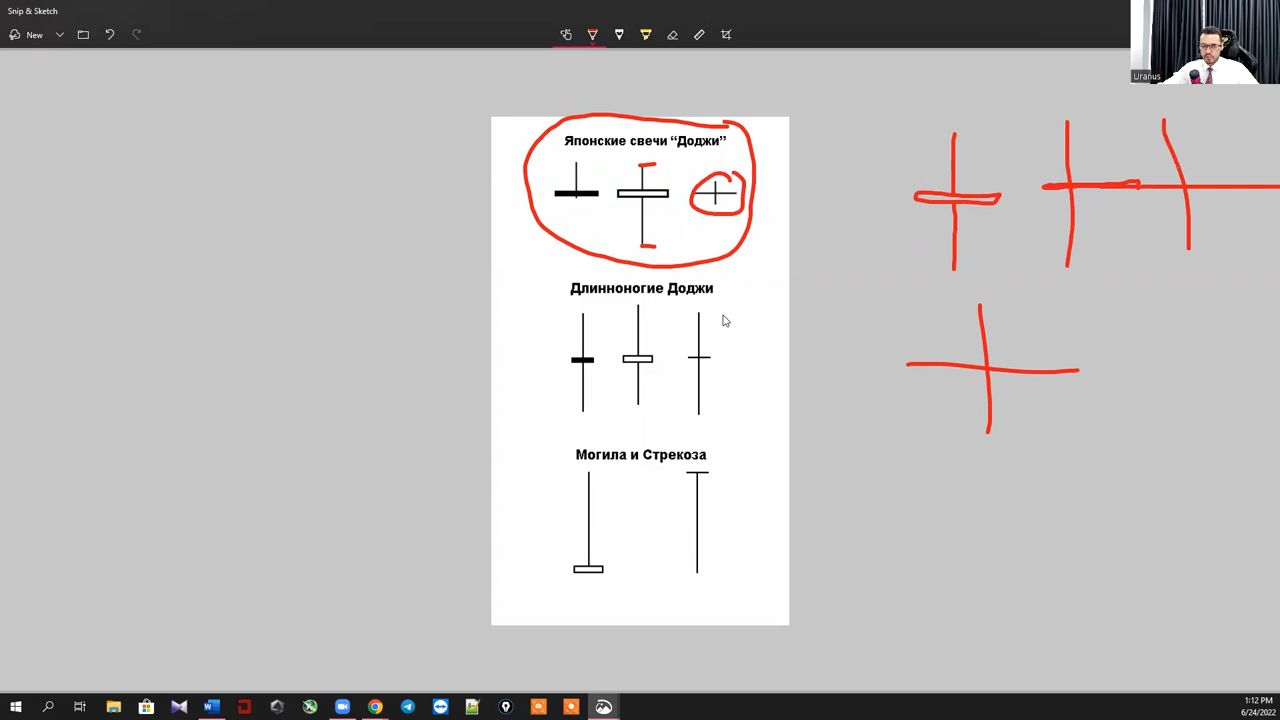 Snip & Sketch
New
Uranus
Японские свечи “Доджи”
Длинноногие Доджи
Могила и Стрекоза
1:12 PM
6/24/2022